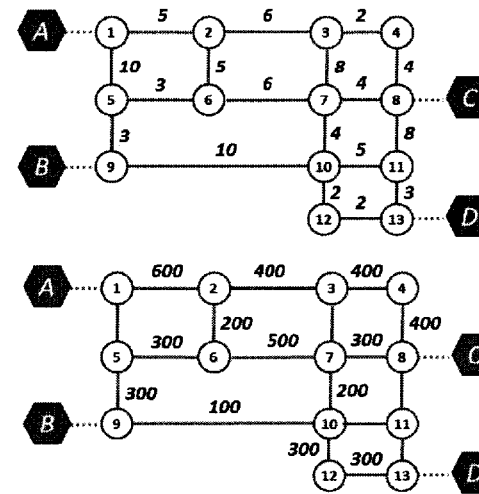 5 6 2
A 1 2 3 4
10 5 8 4
3 6 4
5 6 7 8 C
3 4 8
10 5
B 9 10 11
2 2 3
12 13 D
600 400 400
A 1 2 3 4
200 400
300 500 300
5 6 7 8
300 200
100
B 9 10 11
300 300
12 13 D